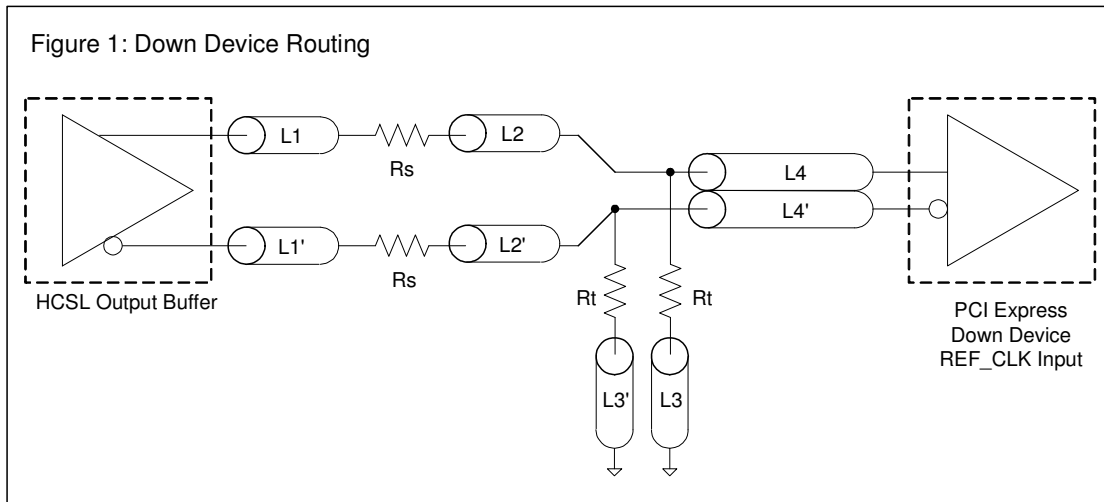 Figure 1: Down Device Routing
L1
Rs
L2
L4
L4'
L1'
Rs
L2'
HCSL Output Buffer
Rt
Rt
L3'
L3
PCI Express
Down Device
REF_CLK Input